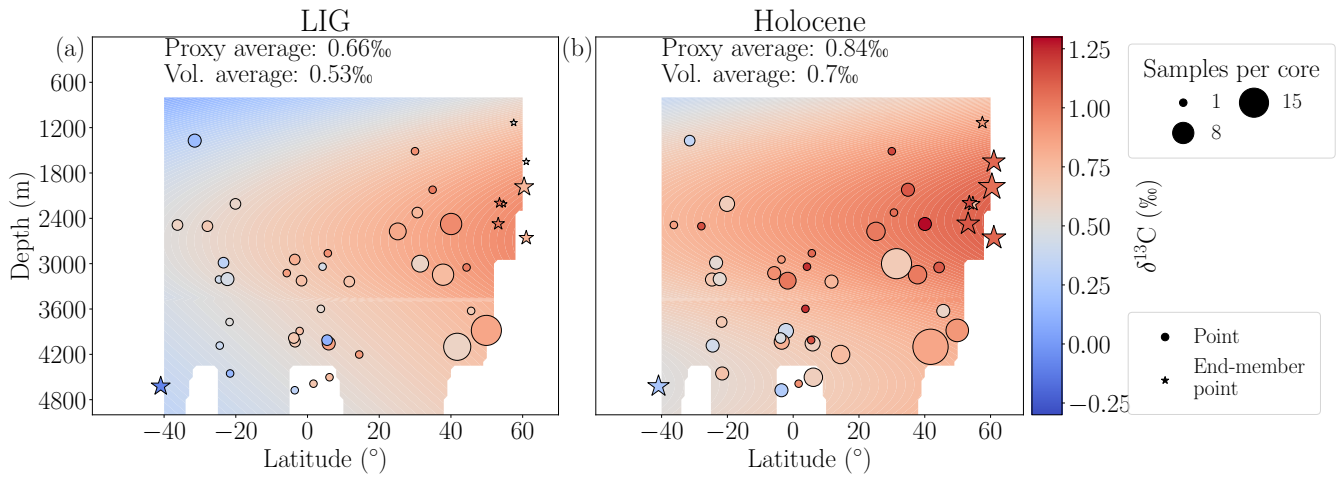 LIG
Holocene
(a)
Proxy average: 0.66‰
Vol. average: 0.53‰
(b)
Proxy average: 0.84‰
Vol. average: 0.7‰
600
1200
1800
2400
3000
3600
4200
4800
Depth (m)
−40
−20
0
20
40
60
Latitude (°)
−40
−20
0
20
40
60
Latitude (°)
1.25
1.00
0.75
0.50
0.25
0.00
−0.25
δ¹³C (‰)
Samples per core
1
15
8
Point
End-member
point